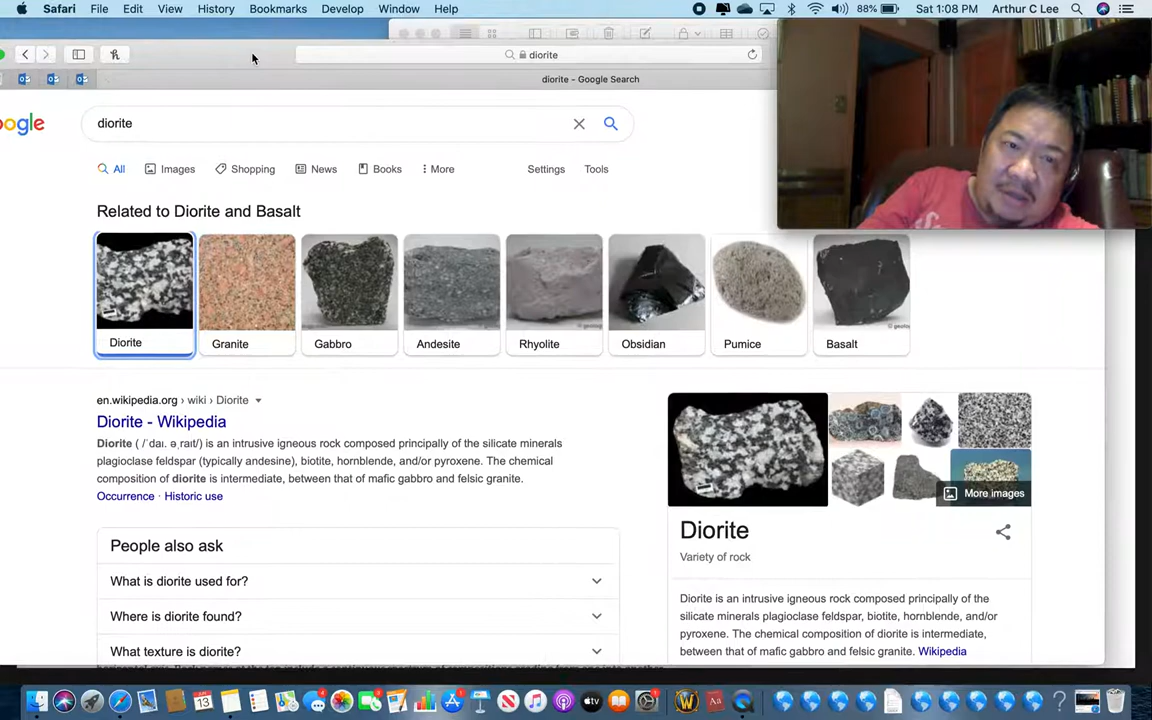 Safari File Edit View History Bookmarks Develop Window Help 88% Sat 1:08 PM Arthur C Lee
diorite
diorite - Google Search
ogle diorite
All Images Shopping News Books More Settings Tools
Related to Diorite and Basalt
Diorite Granite Gabbro Andesite Rhyolite Obsidian Pumice Basalt
en.wikipedia.org › wiki › Diorite
Diorite - Wikipedia
Diorite ( /ˈdaɪ. əˌraɪt/) is an intrusive igneous rock composed principally of the silicate minerals
plagioclase feldspar (typically andesine), biotite, hornblende, and/or pyroxene. The chemical
composition of diorite is intermediate, between that of mafic gabbro and felsic granite.
Occurrence · Historic use
People also ask
What is diorite used for?
Where is diorite found?
What texture is diorite?
More images
Diorite
Variety of rock
Diorite is an intrusive igneous rock composed principally of the
silicate minerals plagioclase feldspar, biotite, hornblende, and/or
pyroxene. The chemical composition of diorite is intermediate,
between that of mafic gabbro and felsic granite. Wikipedia